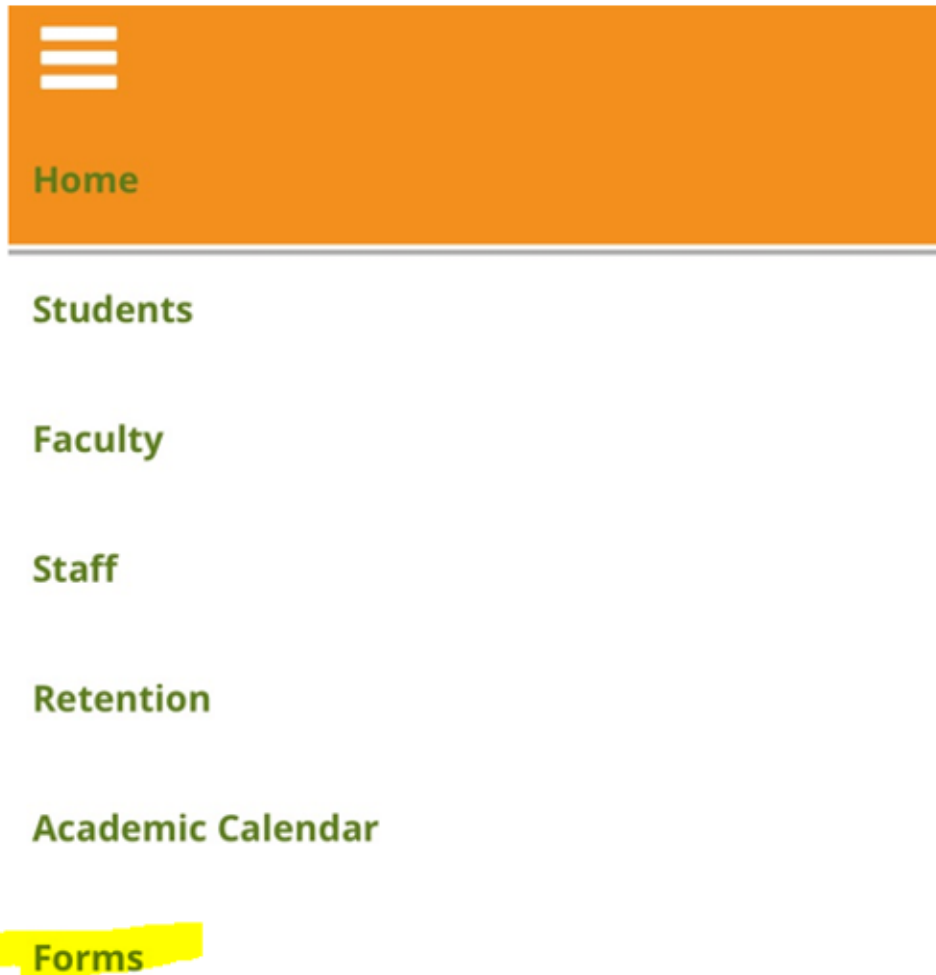 Home
Students
Faculty
Staff
Retention
Academic Calendar
Forms